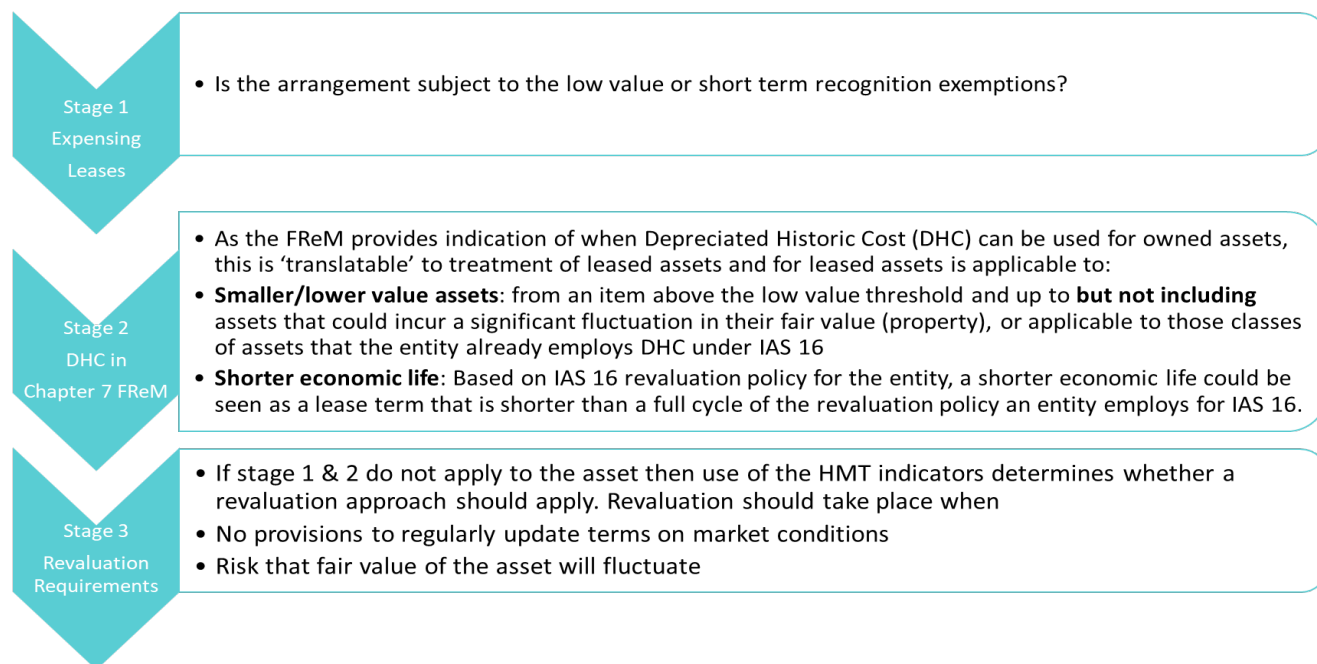 Stage 1
Expensing
Leases
• Is the arrangement subject to the low value or short term recognition exemptions?
Stage 2
DHC in
Chapter 7 FReM
• As the FReM provides indication of when Depreciated Historic Cost (DHC) can be used for owned assets,
this is ‘translatable’ to treatment of leased assets and for leased assets is applicable to:
• Smaller/lower value assets: from an item above the low value threshold and up to but not including
assets that could incur a significant fluctuation in their fair value (property), or applicable to those classes
of assets that the entity already employs DHC under IAS 16
• Shorter economic life: Based on IAS 16 revaluation policy for the entity, a shorter economic life could be
seen as a lease term that is shorter than a full cycle of the revaluation policy an entity employs for IAS 16.
Stage 3
Revaluation
Requirements
• If stage 1 & 2 do not apply to the asset then use of the HMT indicators determines whether a
revaluation approach should apply. Revaluation should take place when
• No provisions to regularly update terms on market conditions
• Risk that fair value of the asset will fluctuate